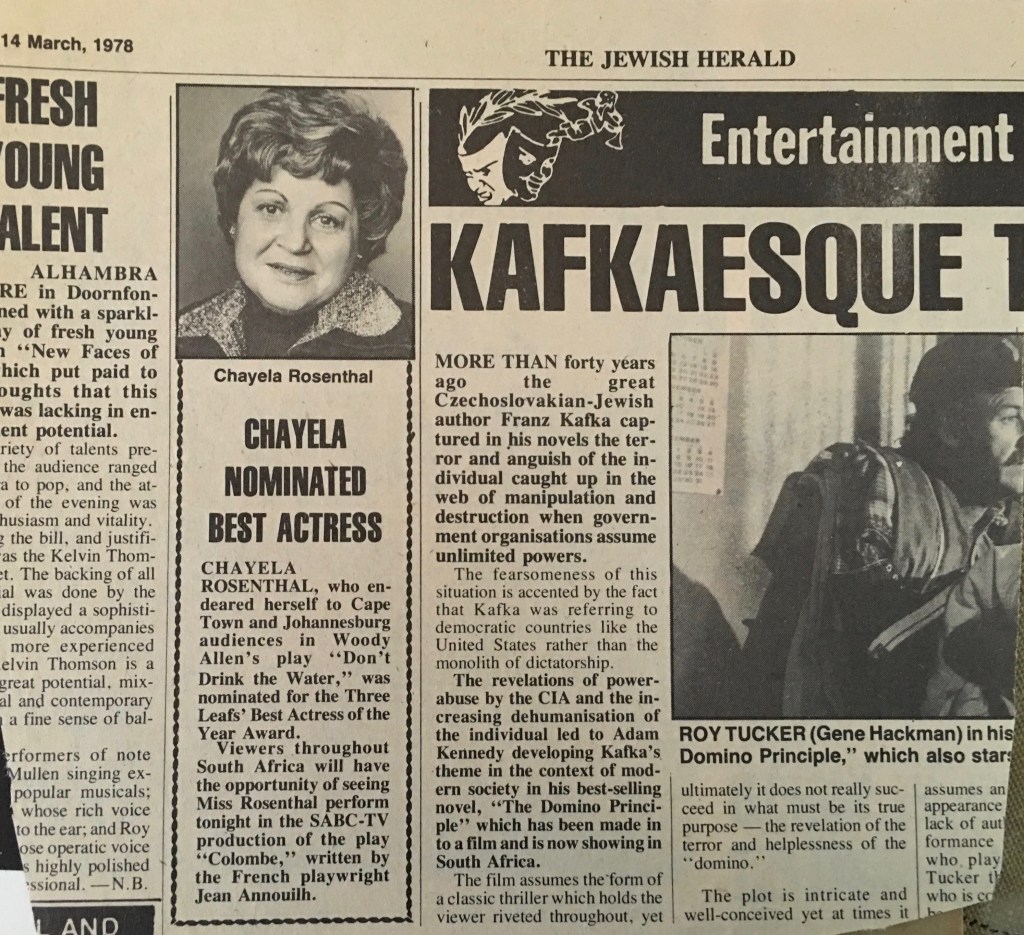 14 March, 1978
THE JEWISH HERALD
FRESH
YOUNG
TALENT
ALHAMBRA
RE in Doornfon-
ned with a sparkl-
y of fresh young
"New Faces of
which put paid to
oughts that this
was lacking in en-
ent potential.
riety of talents pre-
the audience ranged
a to pop, and the at-
of the evening was
husiasm and vitality.
g the bill, and justifi-
as the Kelvin Thom-
et. The backing of all
ial was done by the
displayed a sophisti-
usually accompanies
more experienced
elvin Thomson is a
great potential, mix-
al and contemporary
a fine sense of bal-
erformers of note
Mullen singing ex-
popular musicals;
whose rich voice
to the ear; and Roy
ose operatic voice
s highly polished
ssional. — N.B.
L AND
Chayela Rosenthal
CHAYELA
NOMINATED
BEST ACTRESS
CHAYELA
ROSENTHAL, who en-
deared herself to Cape
Town and Johannesburg
audiences in Woody
Allen's play "Don't
Drink the Water," was
nominated for the Three
Leafs' Best Actress of the
Year Award.
Viewers throughout
South Africa will have
the opportunity of seeing
Miss Rosenthal perform
tonight in the SABC-TV
production of the play
"Colombe," written by
the French playwright
Jean Annouilh.
Entertainment
KAFKAESQUE T
MORE THAN forty years
ago the great
Czechoslovakian-Jewish
author Franz Kafka cap-
tured in his novels the ter-
ror and anguish of the in-
dividual caught up in the
web of manipulation and
destruction when govern-
ment organisations assume
unlimited powers.
The fearsomeness of this
situation is accented by the fact
that Kafka was referring to
democratic countries like the
United States rather than the
monolith of dictatorship.
The revelations of power-
abuse by the CIA and the in-
creasing dehumanisation of
the individual led to Adam
Kennedy developing Kafka's
theme in the context of mod-
ern society in his best-selling
novel, "The Domino Princi-
ple" which has been made in
to a film and is now showing in
South Africa.
The film assumes the form of
a classic thriller which holds the
viewer riveted throughout, yet
ROY TUCKER (Gene Hackman) in his
Domino Principle," which also stars
ultimately it does not really suc-
ceed in what must be its true
purpose — the revelation of the
terror and helplessness of the
"domino."
The plot is intricate and
well-conceived yet at times it
assumes an
appearance
lack of aut
formance
who play
Tucker th
who is co